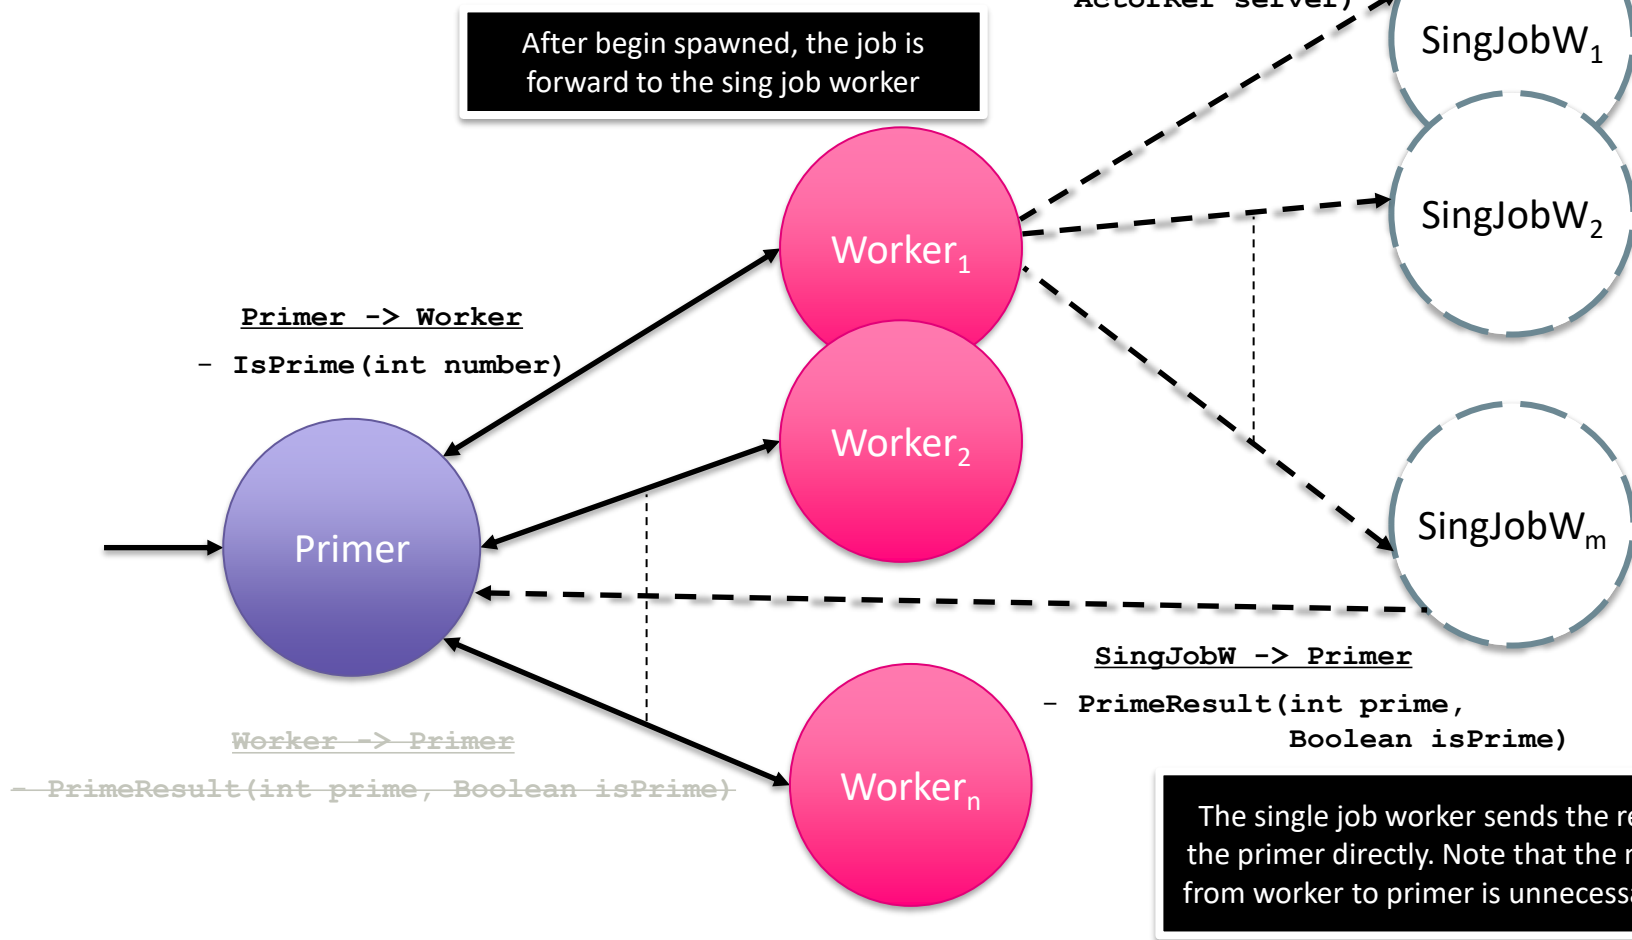 ActorRef server)
After begin spawned, the job is
forward to the sing job worker
SingJobW1
SingJobW2
Worker1
Primer -> Worker
- IsPrime(int number)
Worker2
SingJobWm
Primer
SingJobW -> Primer
- PrimeResult(int prime,
Boolean isPrime)
Worker -> Primer
- PrimeResult(int prime, Boolean isPrime)
Workern
The single job worker sends the
the primer directly. Note that the
from worker to primer is